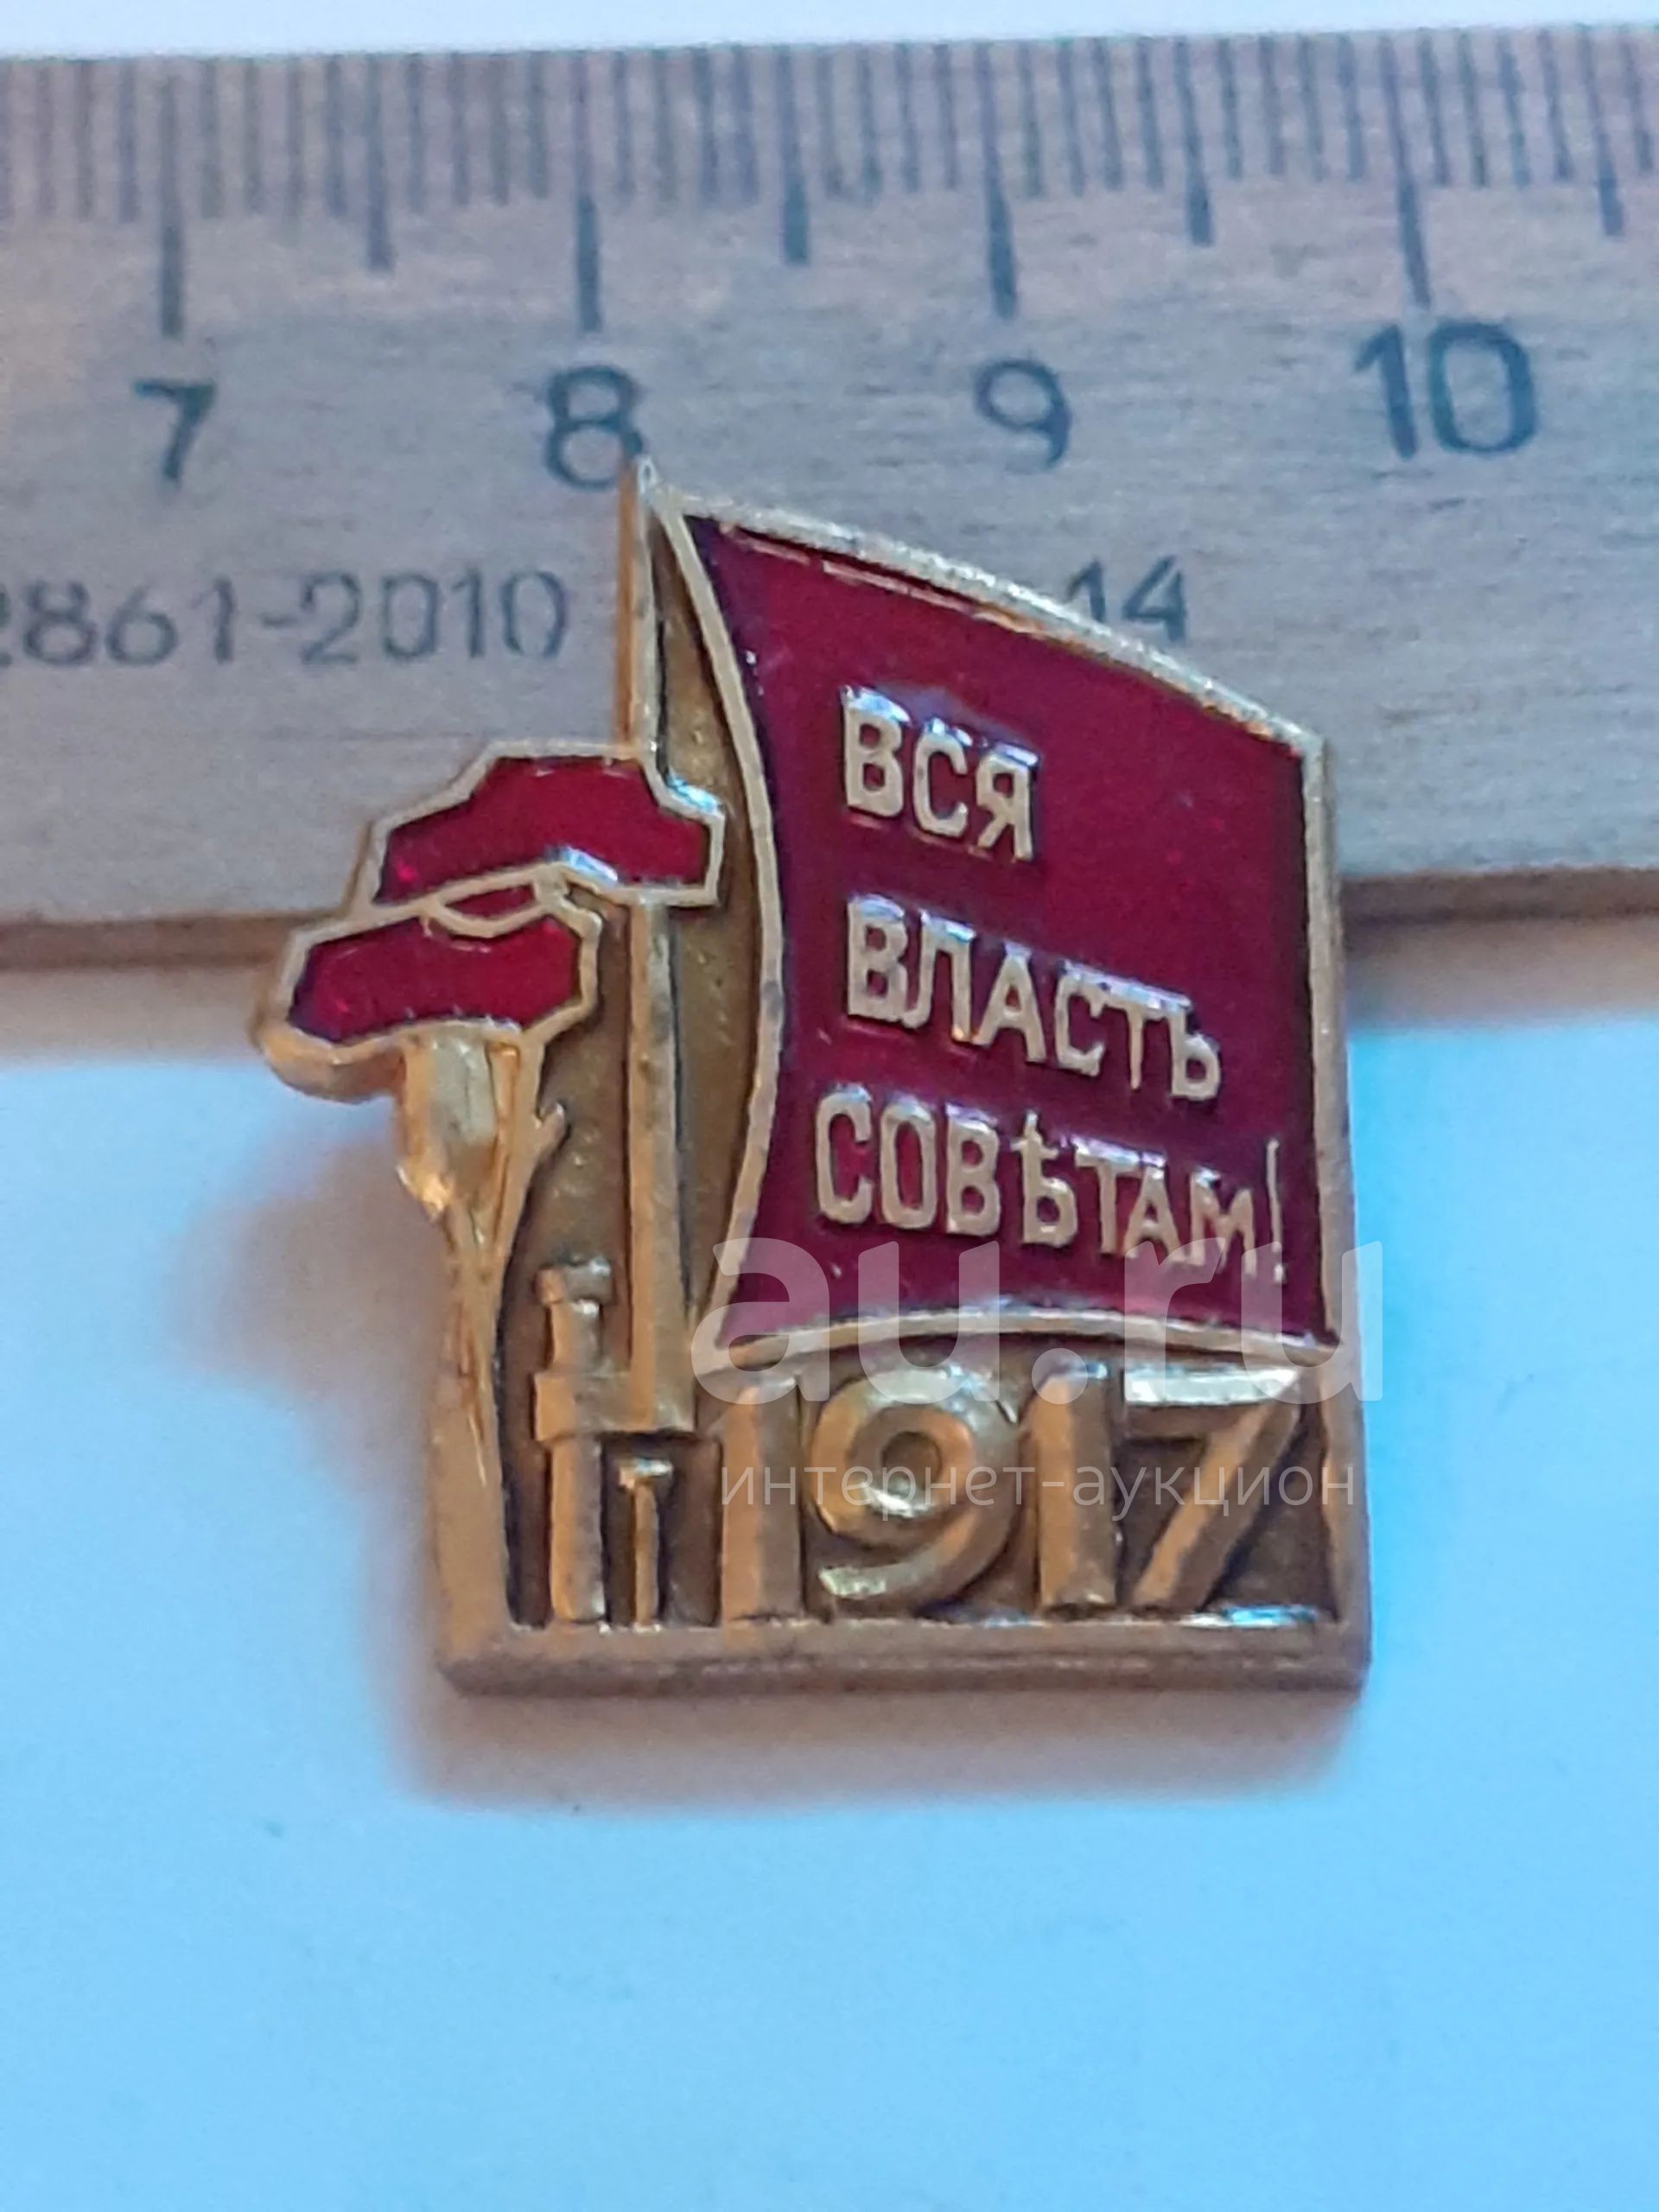 7 8 9 10
2861-2010
14
ВСЯ
ВЛАСТЬ
СОВѢТАМ!
au.ru
1917
интернет-аукцион